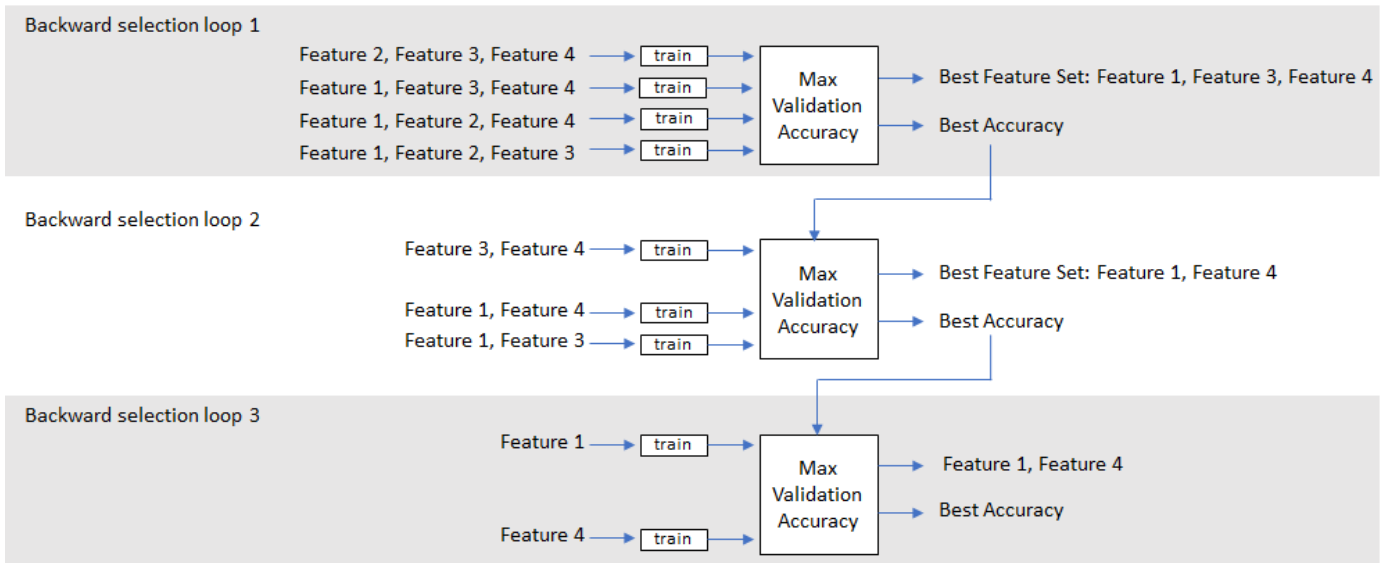 Backward selection loop 1
Feature 2, Feature 3, Feature 4
train
Feature 1, Feature 3, Feature 4
train
Feature 1, Feature 2, Feature 4
train
Feature 1, Feature 2, Feature 3
train
Max
Validation
Accuracy
Best Feature Set: Feature 1, Feature 3, Feature 4
Best Accuracy
Backward selection loop 2
Feature 3, Feature 4
train
Feature 1, Feature 4
train
Feature 1, Feature 3
train
Max
Validation
Accuracy
Best Feature Set: Feature 1, Feature 4
Best Accuracy
Backward selection loop 3
Feature 1
train
Feature 4
train
Max
Validation
Accuracy
Feature 1, Feature 4
Best Accuracy